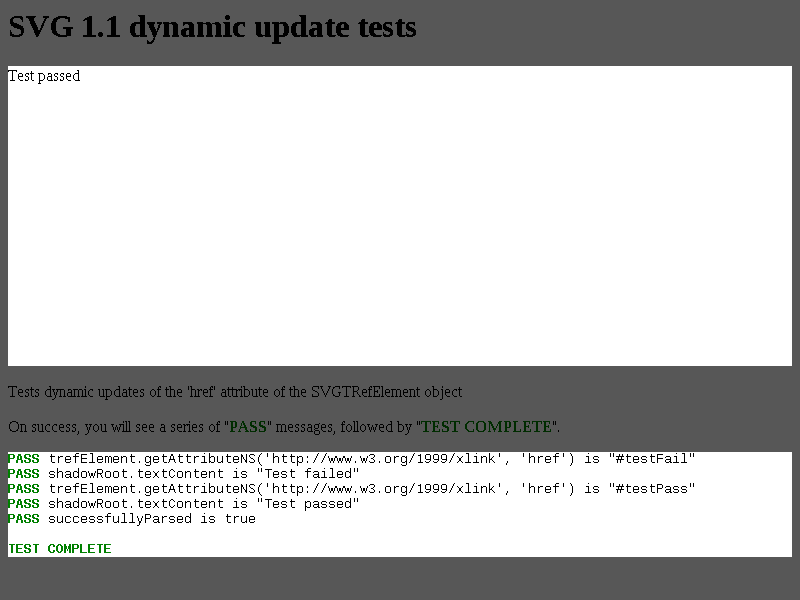 SVG 1.1 dynamic update tests
Test passed
Tests dynamic updates of the 'href' attribute of the SVGTRefElement object
On success, you will see a series of "PASS" messages, followed by "TEST COMPLETE".
PASS trefElement.getAttributeNS('http://www.w3.org/1999/xlink', 'href') is "#testFail"
PASS shadowRoot.textContent is "Test failed"
PASS trefElement.getAttributeNS('http://www.w3.org/1999/xlink', 'href') is "#testPass"
PASS shadowRoot.textContent is "Test passed"
PASS successfullyParsed is true
TEST COMPLETE